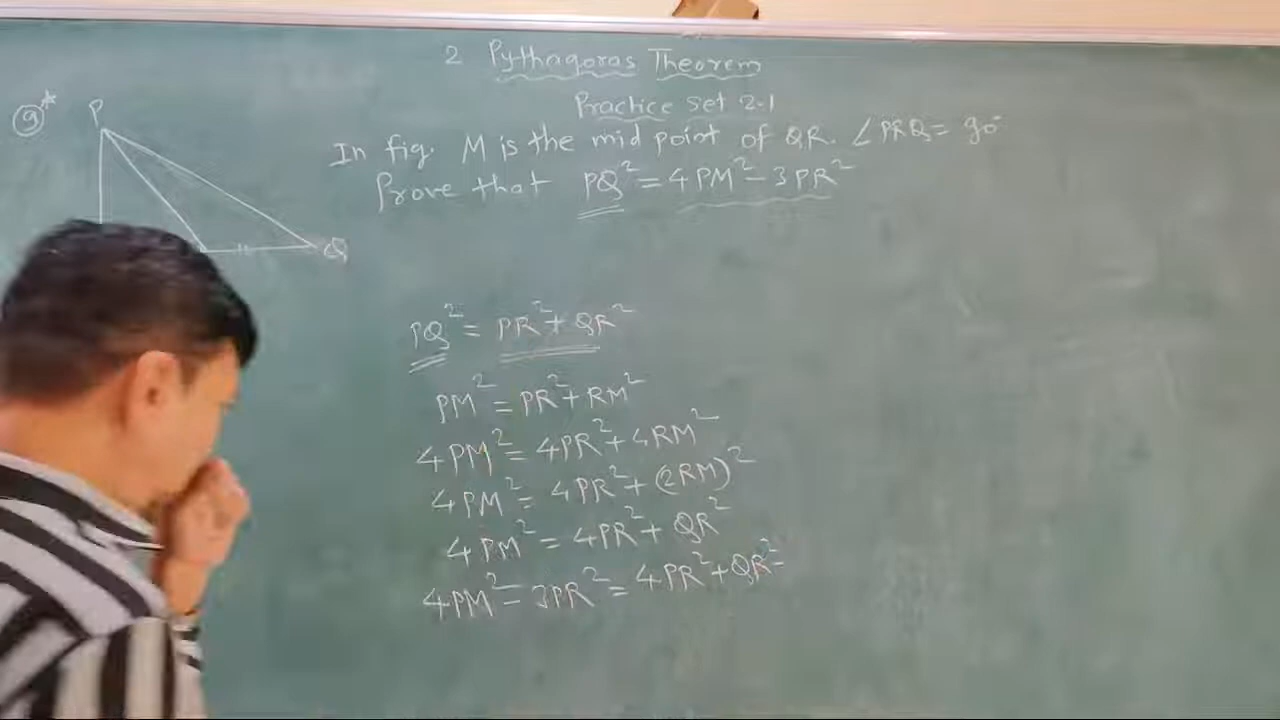 2 Pythagoras Theorem
Practice set 2.1
9*
In fig. M is the mid point of QR. ∠PRQ = 90°
Prove that PQ² = 4PM² - 3PR²
P
Q
PQ² = PR² + QR²
PM² = PR² + RM²
4PM² = 4PR² + 4RM²
4PM² = 4PR² + (2RM)²
4PM² = 4PR² + QR²
4PM² - 3PR² = 4PR² + QR² -